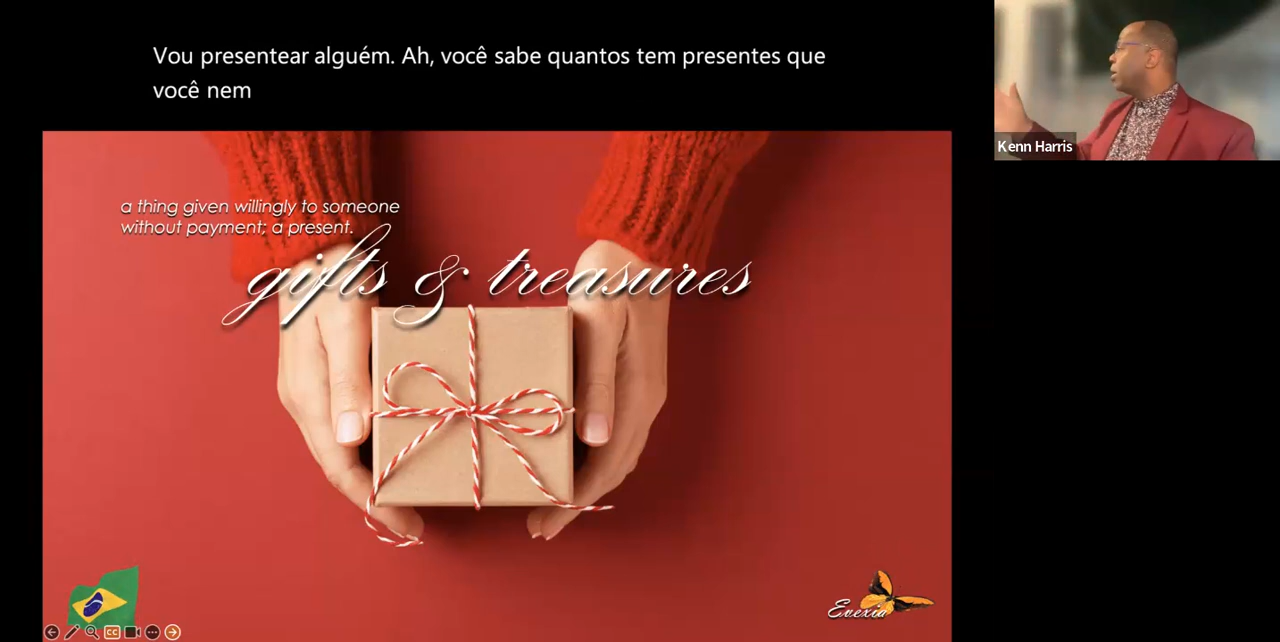 Vou presentear alguém. Ah, você sabe quantos tem presentes que
você nem
Kenn Harris
a thing given willingly to someone
without payment; a present.
gifts & treasures
Evexia
CC